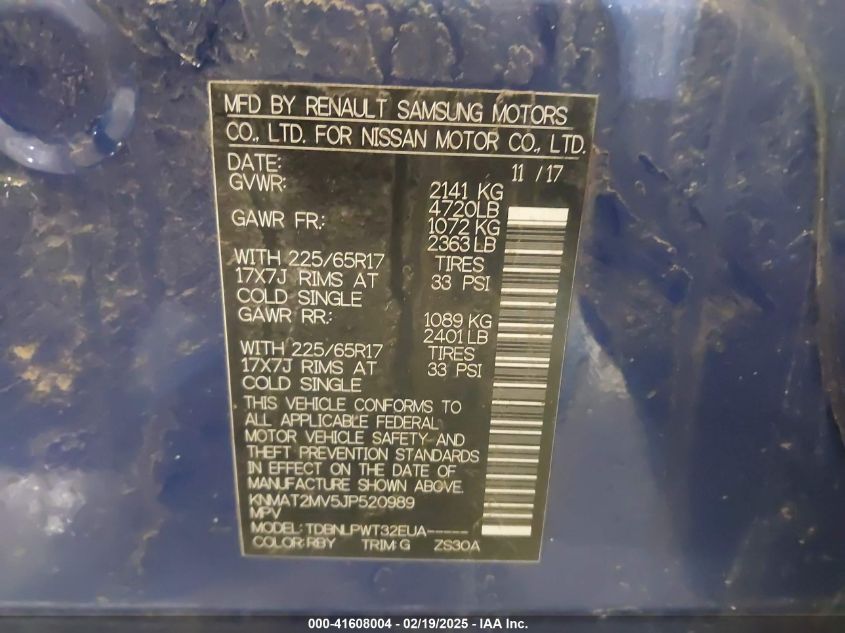 MFD BY RENAULT SAMSUNG MOTORS
CO., LTD. FOR NISSAN MOTOR CO., LTD.
DATE: 11 / 17
GVWR: 2141 KG
4720LB
GAWR FR.: 1072 KG
2363LB
WITH 225/65R17 TIRES
17X7J RIMS AT 33 PSI
COLD SINGLE
GAWR RR.: 1089 KG
2401LB
WITH 225/65R17 TIRES
17X7J RIMS AT 33 PSI
COLD SINGLE
THIS VEHICLE CONFORMS TO
ALL APPLICABLE FEDERAL
MOTOR VEHICLE SAFETY AND
THEFT PREVENTION STANDARDS
IN EFFECT ON THE DATE OF
MANUFACTURE SHOWN ABOVE.
KNMAT2MV5JP520989
MPV
MODEL: TDBNLPWT32EUA-----
COLOR:RBY TRIM:G ZS30A
000-41608004 - 02/19/2025 - IAA Inc.